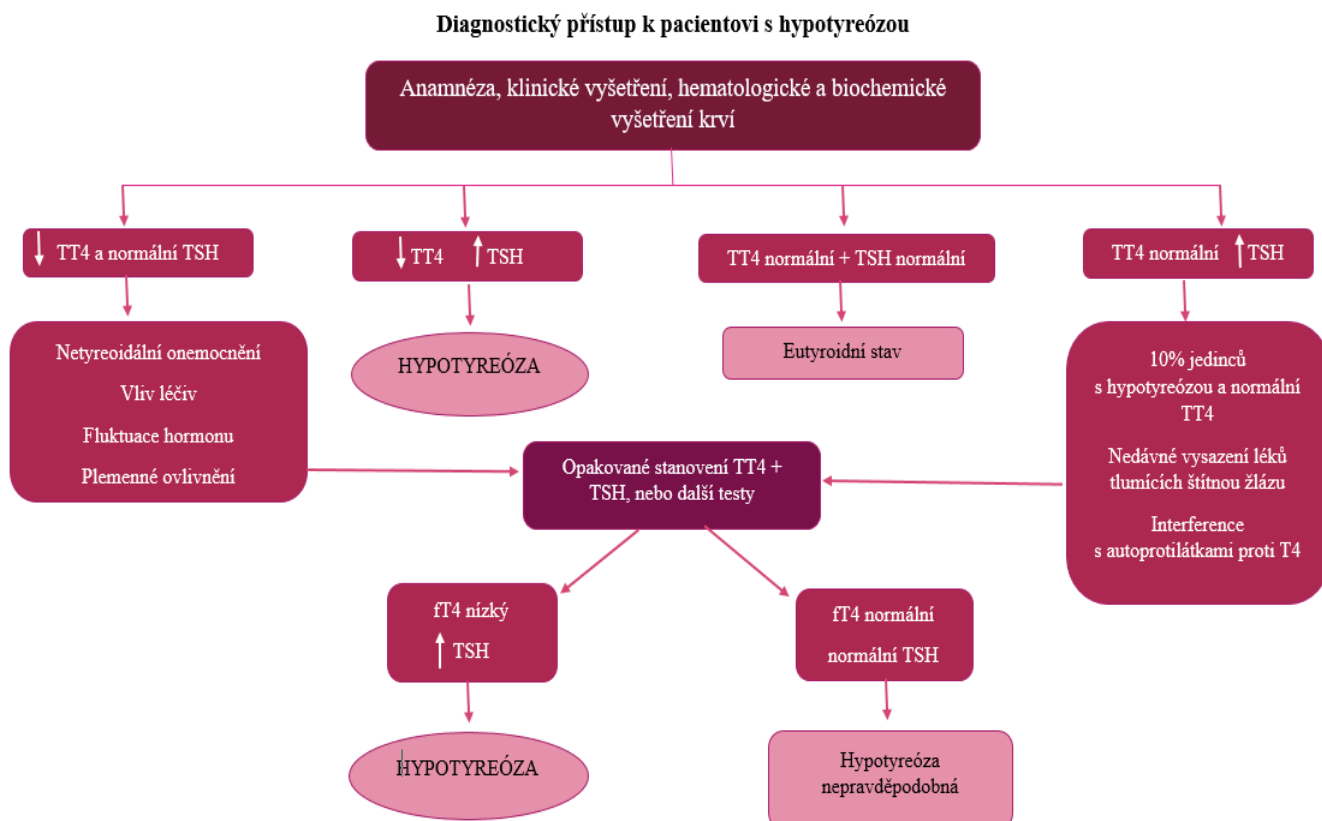 Diagnostický přístup k pacientovi s hypotyreózou
Anamnéza, klinické vyšetření, hematologické a biochemické
vyšetření krví
↓ TT4 a normální TSH
↓ TT4 ↑ TSH
TT4 normální + TSH normální
TT4 normální ↑ TSH
Netyreoidální onemocnění
Vliv léčiv
Fluktuace hormonu
Plemenné ovlivnění
HYPOTYREÓZA
Eutyroidní stav
10% jedinců
s hypotyreózou a normální
TT4
Nedávné vysazení léků
tlumících štítnou žlázu
Interference
s autoprotilátkami proti T4
Opakované stanovení TT4 +
TSH, nebo další testy
fT4 nízký
↑ TSH
fT4 normální
normální TSH
HYPOTYREÓZA
Hypotyreóza
nepravděpodobná